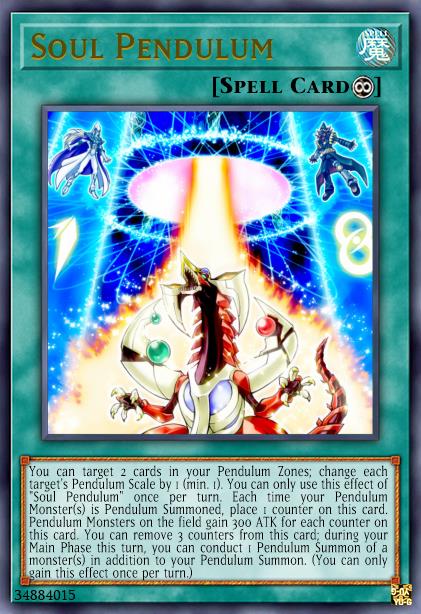 SOUL PENDULUM
SPELL
魔
[SPELL CARD∞]
1
8
You can target 2 cards in your Pendulum Zones; change each
target's Pendulum Scale by 1 (min. 1). You can only use this effect of
"Soul Pendulum" once per turn. Each time your Pendulum
Monster(s) is Pendulum Summoned, place 1 counter on this card.
Pendulum Monsters on the field gain 300 ATK for each counter on
this card. You can remove 3 counters from this card; during your
Main Phase this turn, you can conduct 1 Pendulum Summon of a
monster(s) in addition to your Pendulum Summon. (You can only
gain this effect once per turn.)
34884015